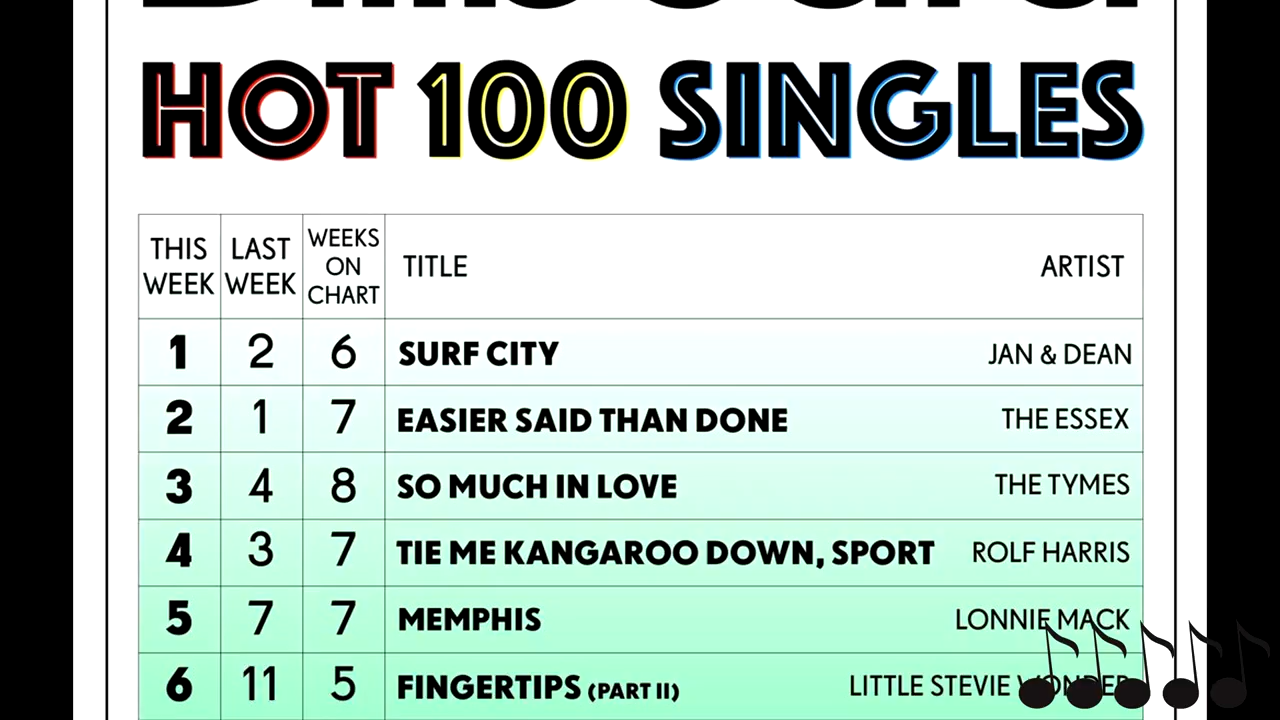 HOT 100 SINGLES
THIS WEEK LAST WEEK WEEKS ON CHART TITLE ARTIST
1 2 6 SURF CITY JAN & DEAN
2 1 7 EASIER SAID THAN DONE THE ESSEX
3 4 8 SO MUCH IN LOVE THE TYMES
4 3 7 TIE ME KANGAROO DOWN, SPORT ROLF HARRIS
5 7 7 MEMPHIS LONNIE MACK
6 11 5 FINGERTIPS (PART II) LITTLE STEVIE WONDER